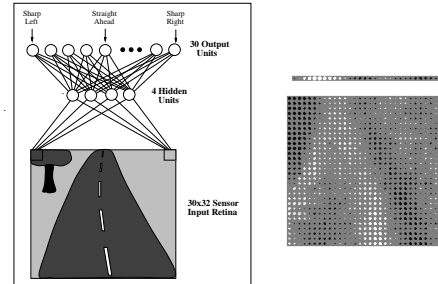 Sharp Left
Straight Ahead
Sharp Right
30 Output Units
4 Hidden Units
30x32 Sensor Input Retina